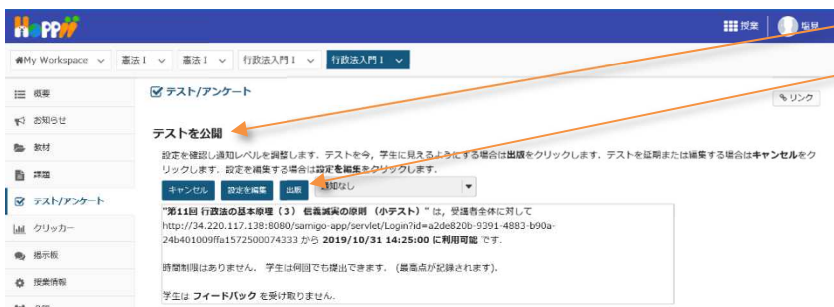 HoPPii
授業
塩見
My Workspace
憲法Ⅰ
憲法Ⅰ
行政法入門Ⅰ
行政法入門Ⅰ
概要
お知らせ
教材
課題
テスト/アンケート
クリッカー
掲示板
授業情報
テスト/アンケート
リンク
テストを公開
設定を確認し通知レベルを調整します．テストを今，学生に見えるようにする場合は出版をクリックします．テストを延期または編集する場合はキャンセルをク
リックします．設定を編集する場合は設定を編集をクリックします．
キャンセル 設定を編集 出版 通知なし
"第11回 行政法の基本原理（3） 信義誠実の原則 （小テスト）" は，受講者全体に対して
http://34.220.117.138:8080/samigo-app/servlet/Login?id=a2de820b-9391-4883-b90a-
24b401009ffa1572500074333 から 2019/10/31 14:25:00 に利用可能 です．
時間制限はありません． 学生は何回でも提出できます． (最高点が記録されます)．
学生は フィードバック を受け取りません．